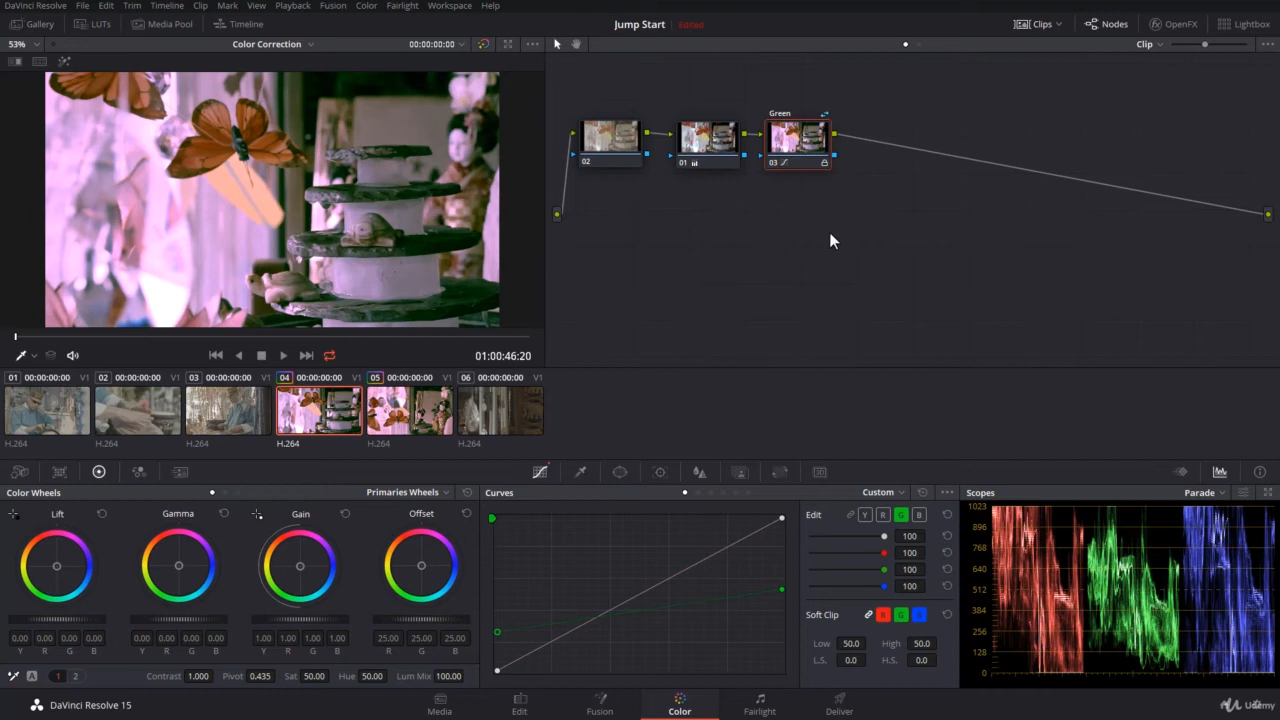 DaVinci Resolve File Edit Trim Timeline Clip Mark View Playback Fusion Color Fairlight Workspace Help
Gallery LUTs Media Pool Timeline Jump Start Edited Clips Nodes OpenFX Lightbox
53% Color Correction 00:00:00:00 Clip
Green
02 01 03
01:00:46:20
01 00:00:00:00 V1 02 00:00:00:00 V1 03 00:00:00:00 V1 04 00:00:00:00 V1 05 00:00:00:00 V1 06 00:00:00:00 V1
H.264 H.264 H.264 H.264 H.264 H.264
Color Wheels Primaries Wheels Curves Custom Scopes Parade
Lift Gamma Gain Offset Edit Y R G B
1023
896
768
640
512
384
256
128
0
100
100
100
100
Soft Clip R G B
0.00 0.00 0.00 0.00 0.00 0.00 0.00 0.00 1.00 1.00 1.00 1.00 25.00 25.00 25.00
Y R G B Y R G B Y R G B R G B
Low 50.0 High 50.0
L.S. 0.0 H.S. 0.0
A 1 2 Contrast 1.000 Pivot 0.435 Sat 50.00 Hue 50.00 Lum Mix 100.00
DaVinci Resolve 15 Media Edit Fusion Color Fairlight Deliver Udemy